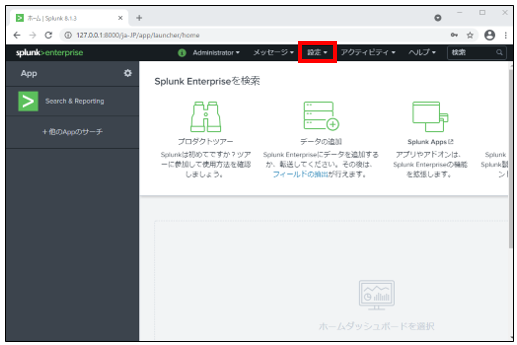 ホーム | Splunk 8.1.3
127.0.0.1:8000/ja-JP/app/launcher/home
splunk>enterprise
Administrator
メッセージ
設定
アクティビティ
ヘルプ
検索
App
Search & Reporting
+ 他のAppのサーチ
Splunk Enterpriseを検索
プロダクトツアー
Splunkは初めてですか？ツア
ーに参加して使用方法を確認
しましょう。
データの追加
Splunk Enterpriseにデータを追加する
か、転送してください。その後は、
フィールドの抽出が行えます。
Splunk Apps
アプリやアドオンは、
Splunk Enterpriseの機能
を拡張します。
Splunk
Splunk製
ホームダッシュボードを選択